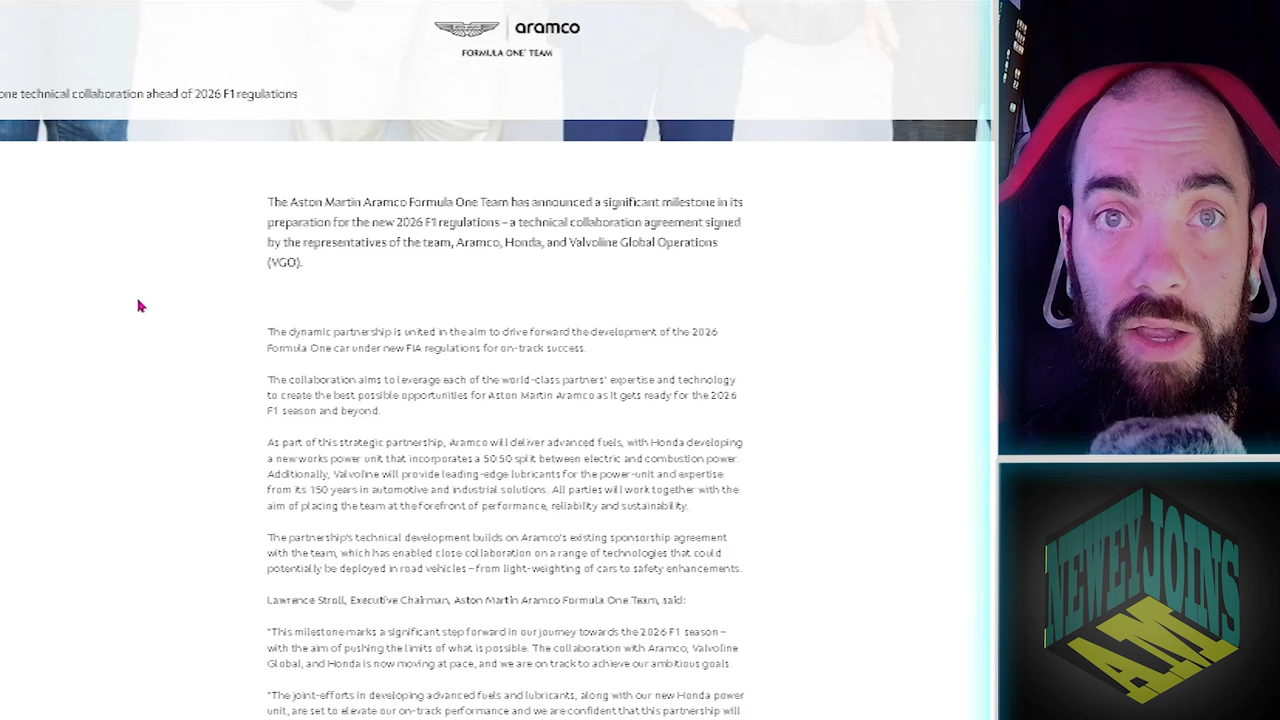 aramco
FORMULA ONE TEAM
one technical collaboration ahead of 2026 F1 regulations
The Aston Martin Aramco Formula One Team has announced a significant milestone in its
preparation for the new 2026 F1 regulations – a technical collaboration agreement signed
by the representatives of the team, Aramco, Honda, and Valvoline Global Operations
(VGO).
The dynamic partnership is united in the aim to drive forward the development of the 2026
Formula One car under new FIA regulations for on-track success.
The collaboration aims to leverage each of the world-class partners' expertise and technology
to create the best possible opportunities for Aston Martin Aramco as it gets ready for the 2026
F1 season and beyond.
As part of this strategic partnership, Aramco will deliver advanced fuels, with Honda developing
a new works power unit that incorporates a 50:50 split between electric and combustion power.
Additionally, Valvoline will provide leading-edge lubricants for the power-unit and expertise
from its 150 years in automotive and industrial solutions. All parties will work together with the
aim of placing the team at the forefront of performance, reliability and sustainability.
The partnership's technical development builds on Aramco's existing sponsorship agreement
with the team, which has enabled close collaboration on a range of technologies that could
potentially be deployed in road vehicles – from light-weighting of cars to safety enhancements.
Lawrence Stroll, Executive Chairman, Aston Martin Aramco Formula One Team, said:
"This milestone marks a significant step forward in our journey towards the 2026 F1 season –
with the aim of pushing the limits of what is possible. The collaboration with Aramco, Valvoline
Global, and Honda is now moving at pace, and we are on track to achieve our ambitious goals.
"The joint-efforts in developing advanced fuels and lubricants, along with our new Honda power
unit, are set to elevate our on-track performance and we are confident that this partnership will
NEWEY JOINS
AM